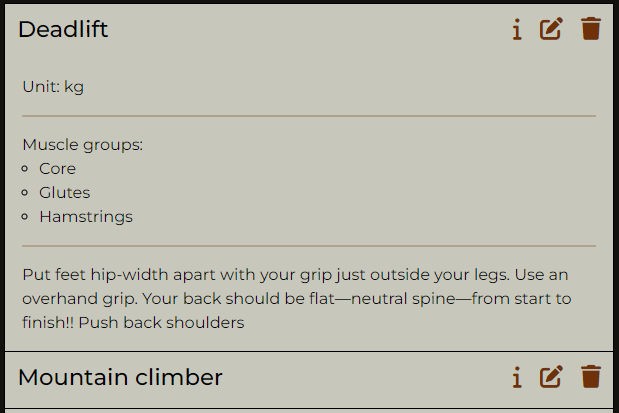 Deadlift
Unit: kg
Muscle groups:
Core
Glutes
Hamstrings
Put feet hip-width apart with your grip just outside your legs. Use an
overhand grip. Your back should be flat—neutral spine—from start to
finish!! Push back shoulders
Mountain climber